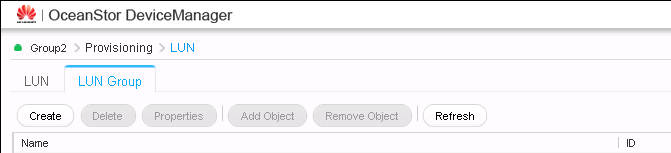 OceanStor DeviceManager
Group2 > Provisioning > LUN
LUN LUN Group
Create Delete Properties Add Object Remove Object Refresh
Name ID